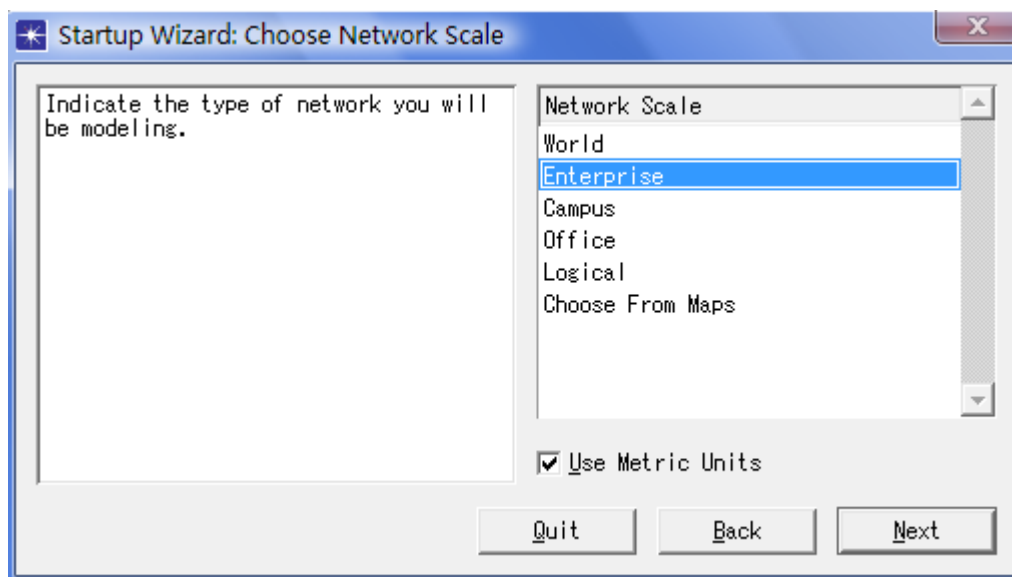 Startup Wizard: Choose Network Scale
Indicate the type of network you will
be modeling.
Network Scale
World
Enterprise
Campus
Office
Logical
Choose From Maps
Use Metric Units
Quit
Back
Next